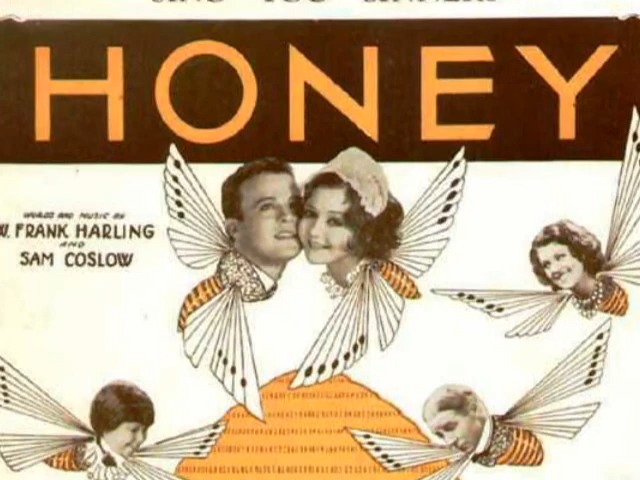 HONEY
WORDS AND MUSIC BY
W. FRANK HARLING
AND
SAM COSLOW